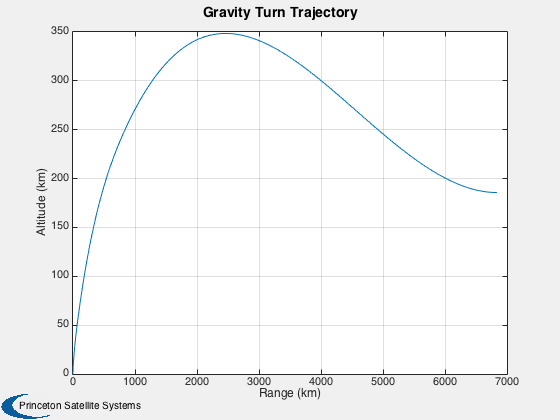 Gravity Turn Trajectory
350
300
250
200
150
100
50
0
Altitude (km)
0 1000 2000 3000 4000 5000 6000 7000
Range (km)
Princeton Satellite Systems